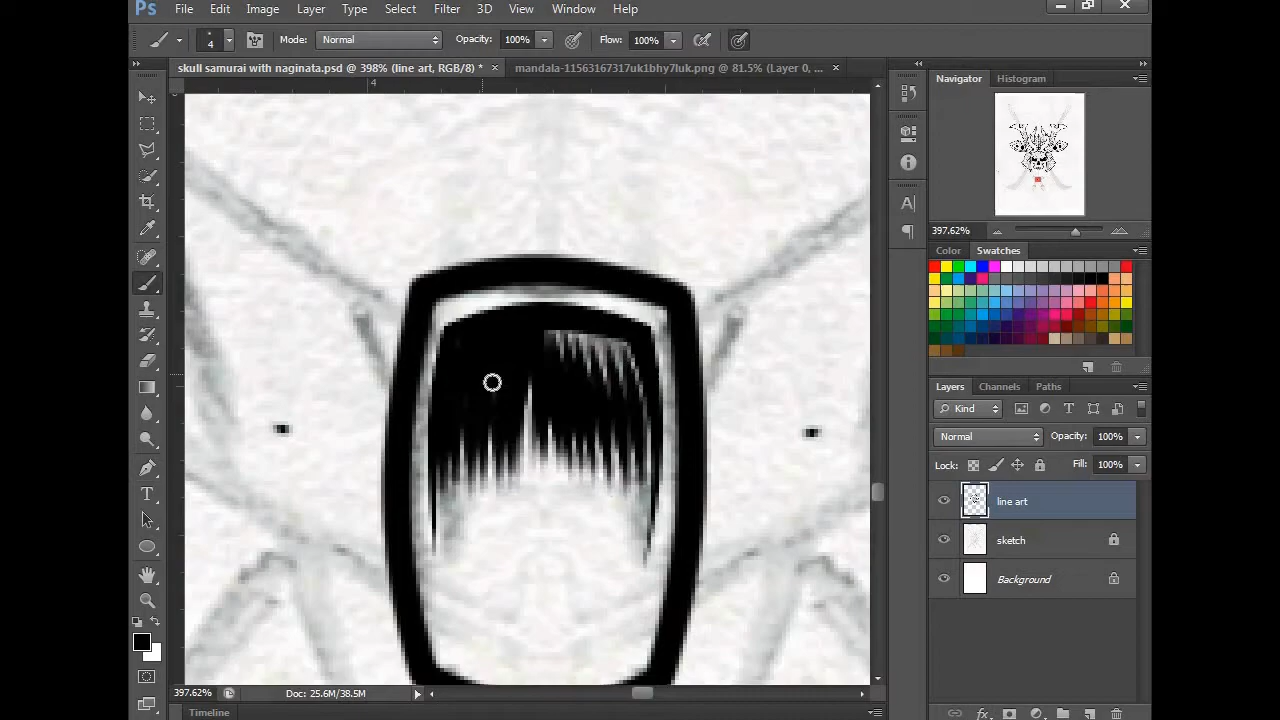 Ps File Edit Image Layer Type Select Filter 3D View Window Help
4 Mode: Normal Opacity: 100% Flow: 100%
skull samurai with naginata.psd @ 398% (line art, RGB/8) * × mandala-11563167317uk1bhy7luk.png @ 81.5% (Layer 0, ... ×
4
Navigator Histogram
397.62%
Color Swatches
Layers Channels Paths
Kind
Normal Opacity: 100%
Lock: Fill: 100%
line art
sketch
Background
397.62% Doc: 25.6M/38.5M
Timeline